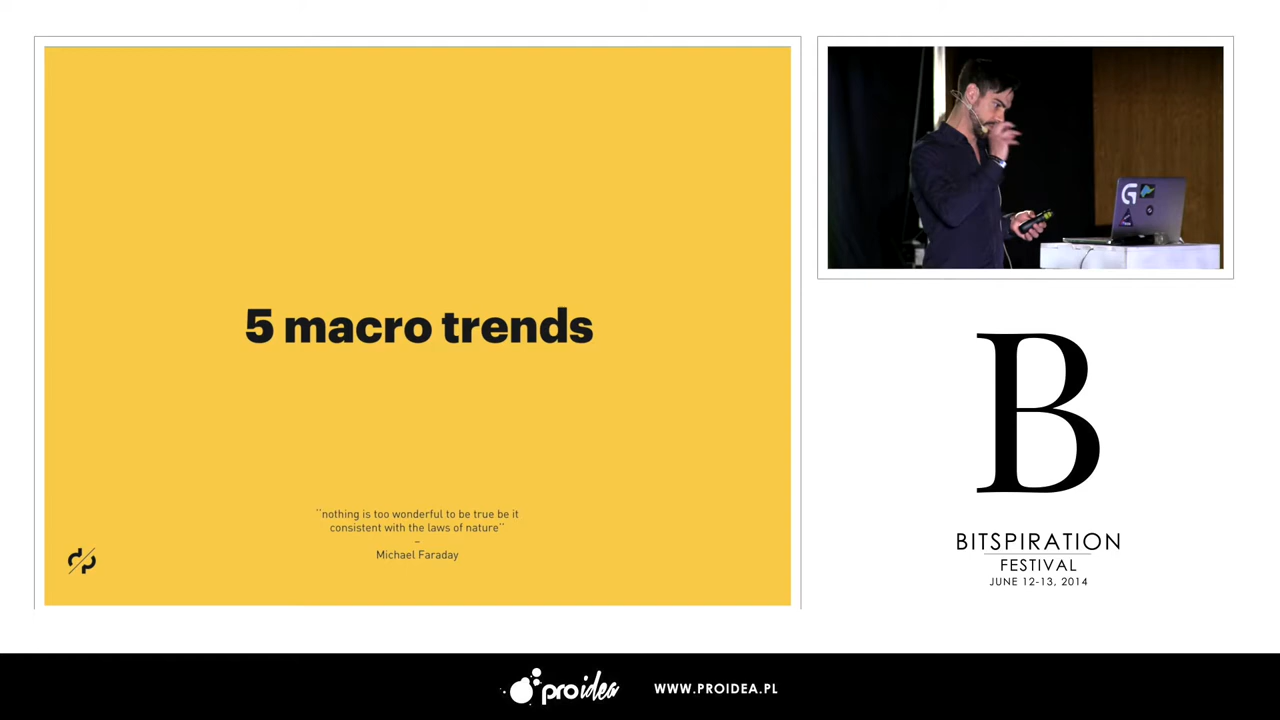 5 macro trends
''nothing is too wonderful to be true be it
consistent with the laws of nature''
–
Michael Faraday
B
BITSPIRATION
FESTIVAL
JUNE 12-13, 2014
proidea
WWW.PROIDEA.PL